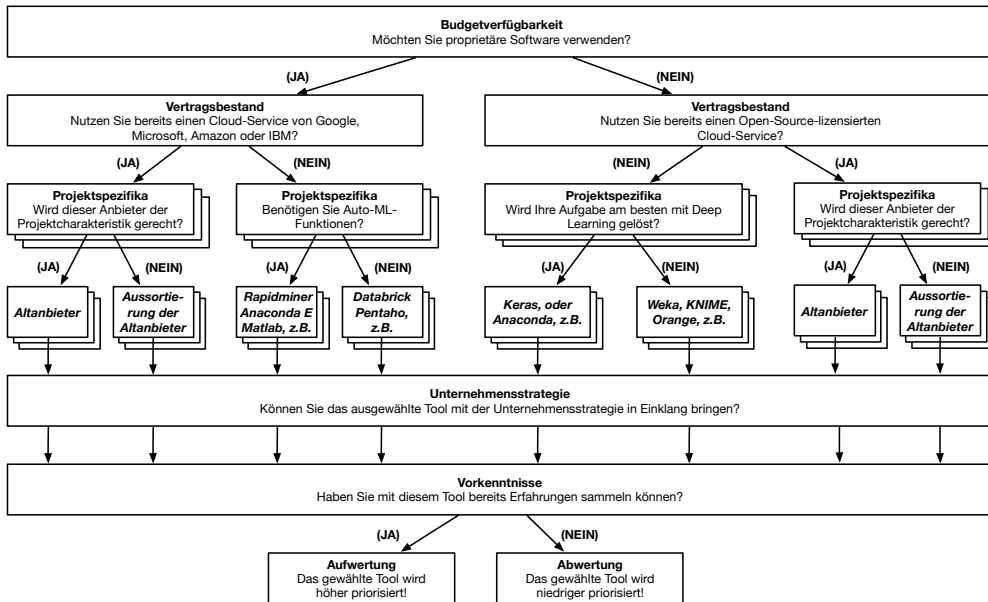 Budgetverfügbarkeit
Möchten Sie proprietäre Software verwenden?
(JA)
(NEIN)
Vertragsbestand
Nutzen Sie bereits einen Cloud-Service von Google,
Microsoft, Amazon oder IBM?
Vertragsbestand
Nutzen Sie bereits einen Open-Source-lizensierten
Cloud-Service?
(JA)
(NEIN)
(NEIN)
(JA)
Projektspezifika
Wird dieser Anbieter der
Projektcharakteristik gerecht?
Projektspezifika
Benötigen Sie Auto-ML-
Funktionen?
Projektspezifika
Wird Ihre Aufgabe am besten mit Deep
Learning gelöst?
Projektspezifika
Wird dieser Anbieter der
Projektcharakteristik gerecht?
(JA)
(NEIN)
(JA)
(NEIN)
(JA)
(NEIN)
(JA)
(NEIN)
Altanbieter
Aussortie-
rung der
Altanbieter
Rapidminer
Anaconda E
Matlab, z.B.
Databrick
Pentaho,
z.B.
Keras, oder
Anaconda, z.B.
Weka, KNIME,
Orange, z.B.
Altanbieter
Aussortie-
rung der
Altanbieter
Unternehmensstrategie
Können Sie das ausgewählte Tool mit der Unternehmensstrategie in Einklang bringen?
Vorkenntnisse
Haben Sie mit diesem Tool bereits Erfahrungen sammeln können?
(JA)
(NEIN)
Aufwertung
Das gewählte Tool wird
höher priorisiert!
Abwertung
Das gewählte Tool wird
niedriger priorisiert!